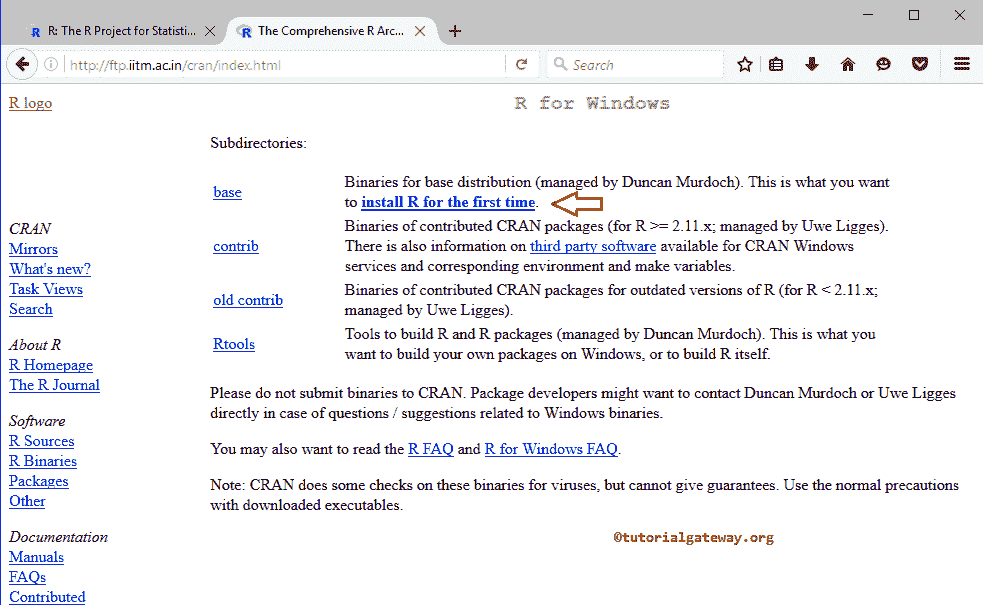 R: The R Project for Statisti...
The Comprehensive R Arc...
http://ftp.iitm.ac.in/cran/index.html
Search
R logo
R for Windows
Subdirectories:
base
Binaries for base distribution (managed by Duncan Murdoch). This is what you want
to install R for the first time.
contrib
Binaries of contributed CRAN packages (for R >= 2.11.x; managed by Uwe Ligges).
There is also information on third party software available for CRAN Windows
services and corresponding environment and make variables.
old contrib
Binaries of contributed CRAN packages for outdated versions of R (for R < 2.11.x;
managed by Uwe Ligges).
Rtools
Tools to build R and R packages (managed by Duncan Murdoch). This is what you
want to build your own packages on Windows, or to build R itself.
Please do not submit binaries to CRAN. Package developers might want to contact Duncan Murdoch or Uwe Ligges
directly in case of questions / suggestions related to Windows binaries.
You may also want to read the R FAQ and R for Windows FAQ.
Note: CRAN does some checks on these binaries for viruses, but cannot give guarantees. Use the normal precautions
with downloaded executables.
©tutorialgateway.org
CRAN
Mirrors
What's new?
Task Views
Search
About R
R Homepage
The R Journal
Software
R Sources
R Binaries
Packages
Other
Documentation
Manuals
FAQs
Contributed